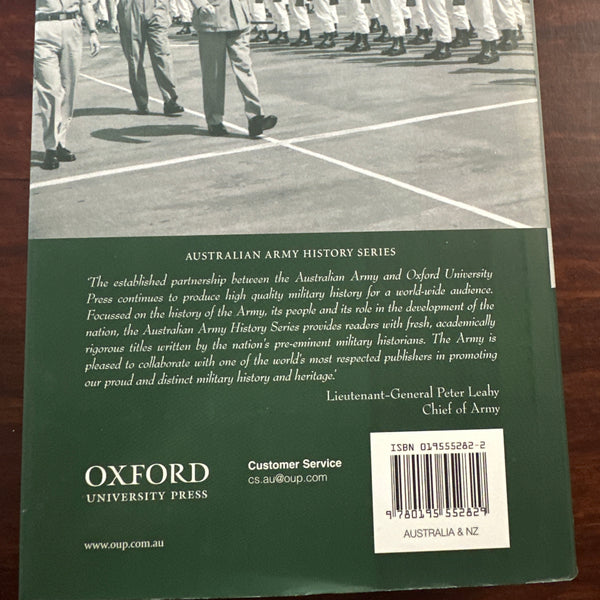 AUSTRALIAN ARMY HISTORY SERIES
'The established partnership between the Australian Army and Oxford University
Press continues to produce high quality military history for a world-wide audience.
Focussed on the history of the Army, its people and its role in the development of the
nation, the Australian Army History Series provides readers with fresh, academically
rigorous titles written by the nation's pre-eminent military historians. The Army is
pleased to collaborate with one of the world's most respected publishers in promoting
our proud and distinct military history and heritage.'
Lieutenant-General Peter Leahy
Chief of Army
OXFORD
UNIVERSITY PRESS
www.oup.com.au
Customer Service
cs.au@oup.com
ISBN 019555282-2
9 780195 552829
AUSTRALIA & NZ